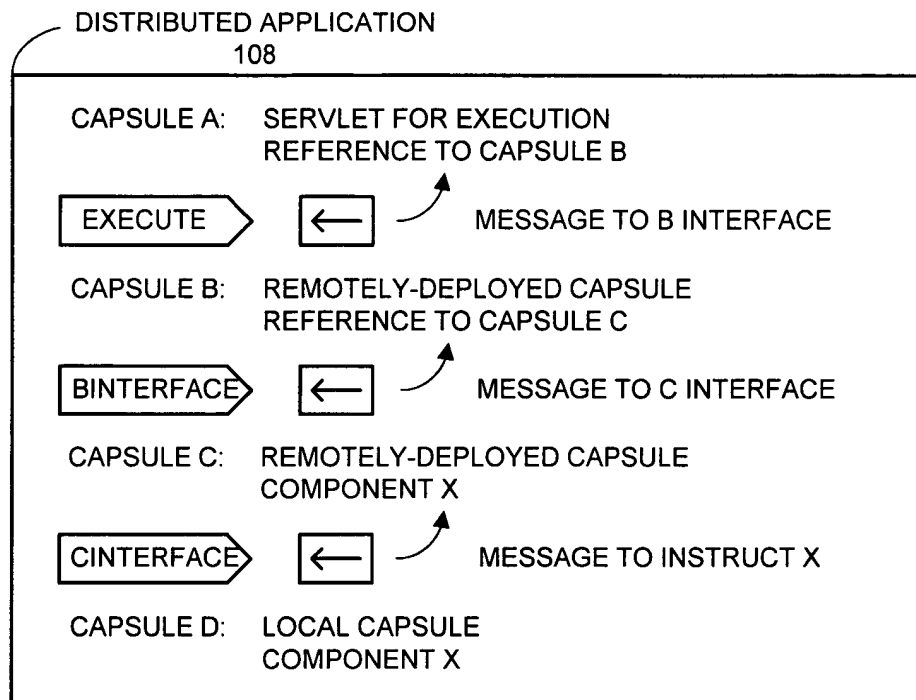 DISTRIBUTED APPLICATION
108
CAPSULE A: SERVLET FOR EXECUTION
REFERENCE TO CAPSULE B
EXECUTE MESSAGE TO B INTERFACE
CAPSULE B: REMOTELY-DEPLOYED CAPSULE
REFERENCE TO CAPSULE C
BINTERFACE MESSAGE TO C INTERFACE
CAPSULE C: REMOTELY-DEPLOYED CAPSULE
COMPONENT X
CINTERFACE MESSAGE TO INSTRUCT X
CAPSULE D: LOCAL CAPSULE
COMPONENT X